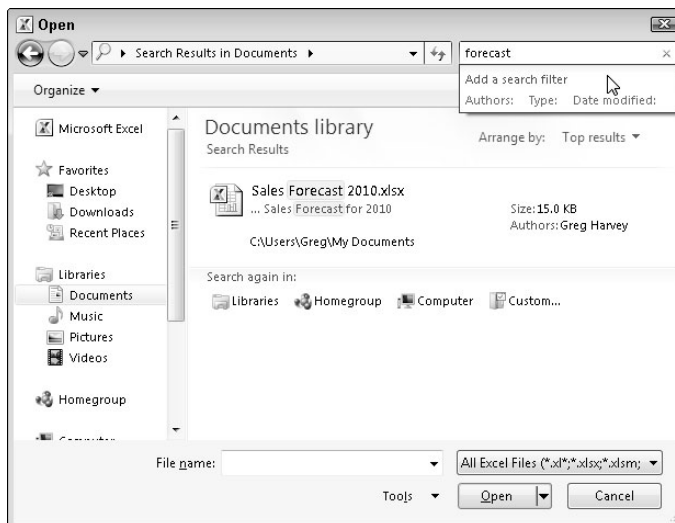 Open
Search Results in Documents
forecast
Add a search filter
Authors: Type: Date modified:
Organize
Microsoft Excel
Favorites
Desktop
Downloads
Recent Places
Libraries
Documents
Music
Pictures
Videos
Homegroup
Documents library
Search Results
Arrange by: Top results
Sales Forecast 2010.xlsx
... Sales Forecast for 2010
C:\Users\Greg\My Documents
Size: 15.0 KB
Authors: Greg Harvey
Search again in:
Libraries Homegroup Computer Custom...
File name:
All Excel Files (*.xl*;*.xlsx;*.xlsm;
Tools Open Cancel